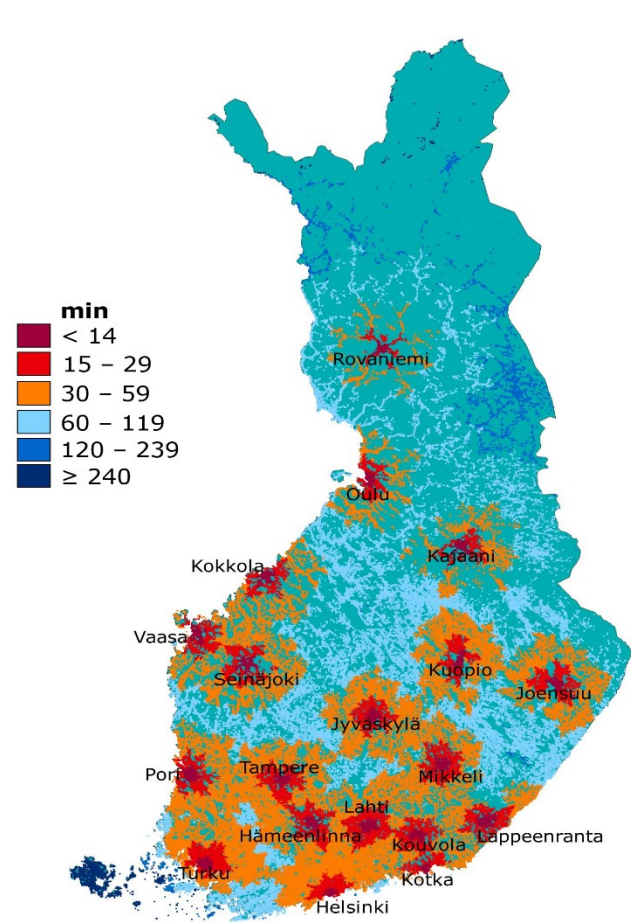 min
< 14
15 – 29
30 – 59
60 – 119
120 – 239
≥ 240
Rovaniemi
Oulu
Kajaani
Kokkola
Vaasa
Seinäjoki
Kuopio
Joensuu
Jyväskylä
Pori
Tampere
Mikkeli
Lahti
Hämeenlinna
Kouvola
Lappeenranta
Turku
Kotka
Helsinki